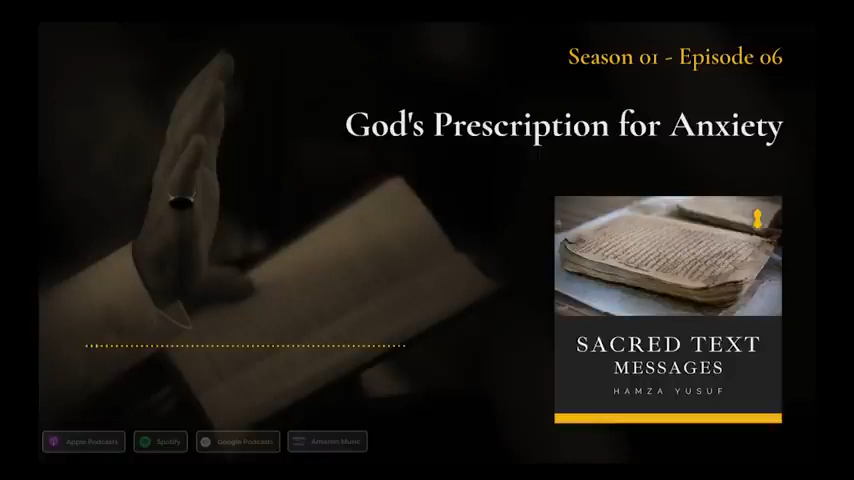 Season 01 - Episode 06
God's Prescription for Anxiety
SACRED TEXT
MESSAGES
HAMZA YUSUF
Apple Podcasts
Spotify
Google Podcasts
Amazon Music